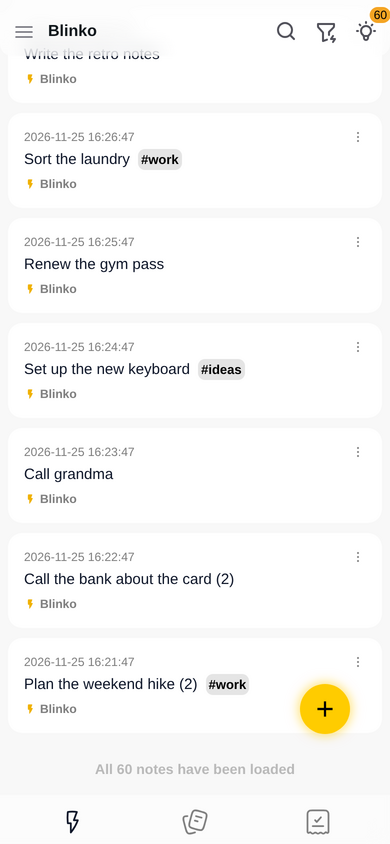 60
Blinko
Write the retro notes
Blinko
2026-11-25 16:26:47
Sort the laundry #work
Blinko
2026-11-25 16:25:47
Renew the gym pass
Blinko
2026-11-25 16:24:47
Set up the new keyboard #ideas
Blinko
2026-11-25 16:23:47
Call grandma
Blinko
2026-11-25 16:22:47
Call the bank about the card (2)
Blinko
2026-11-25 16:21:47
Plan the weekend hike (2) #work
Blinko
All 60 notes have been loaded